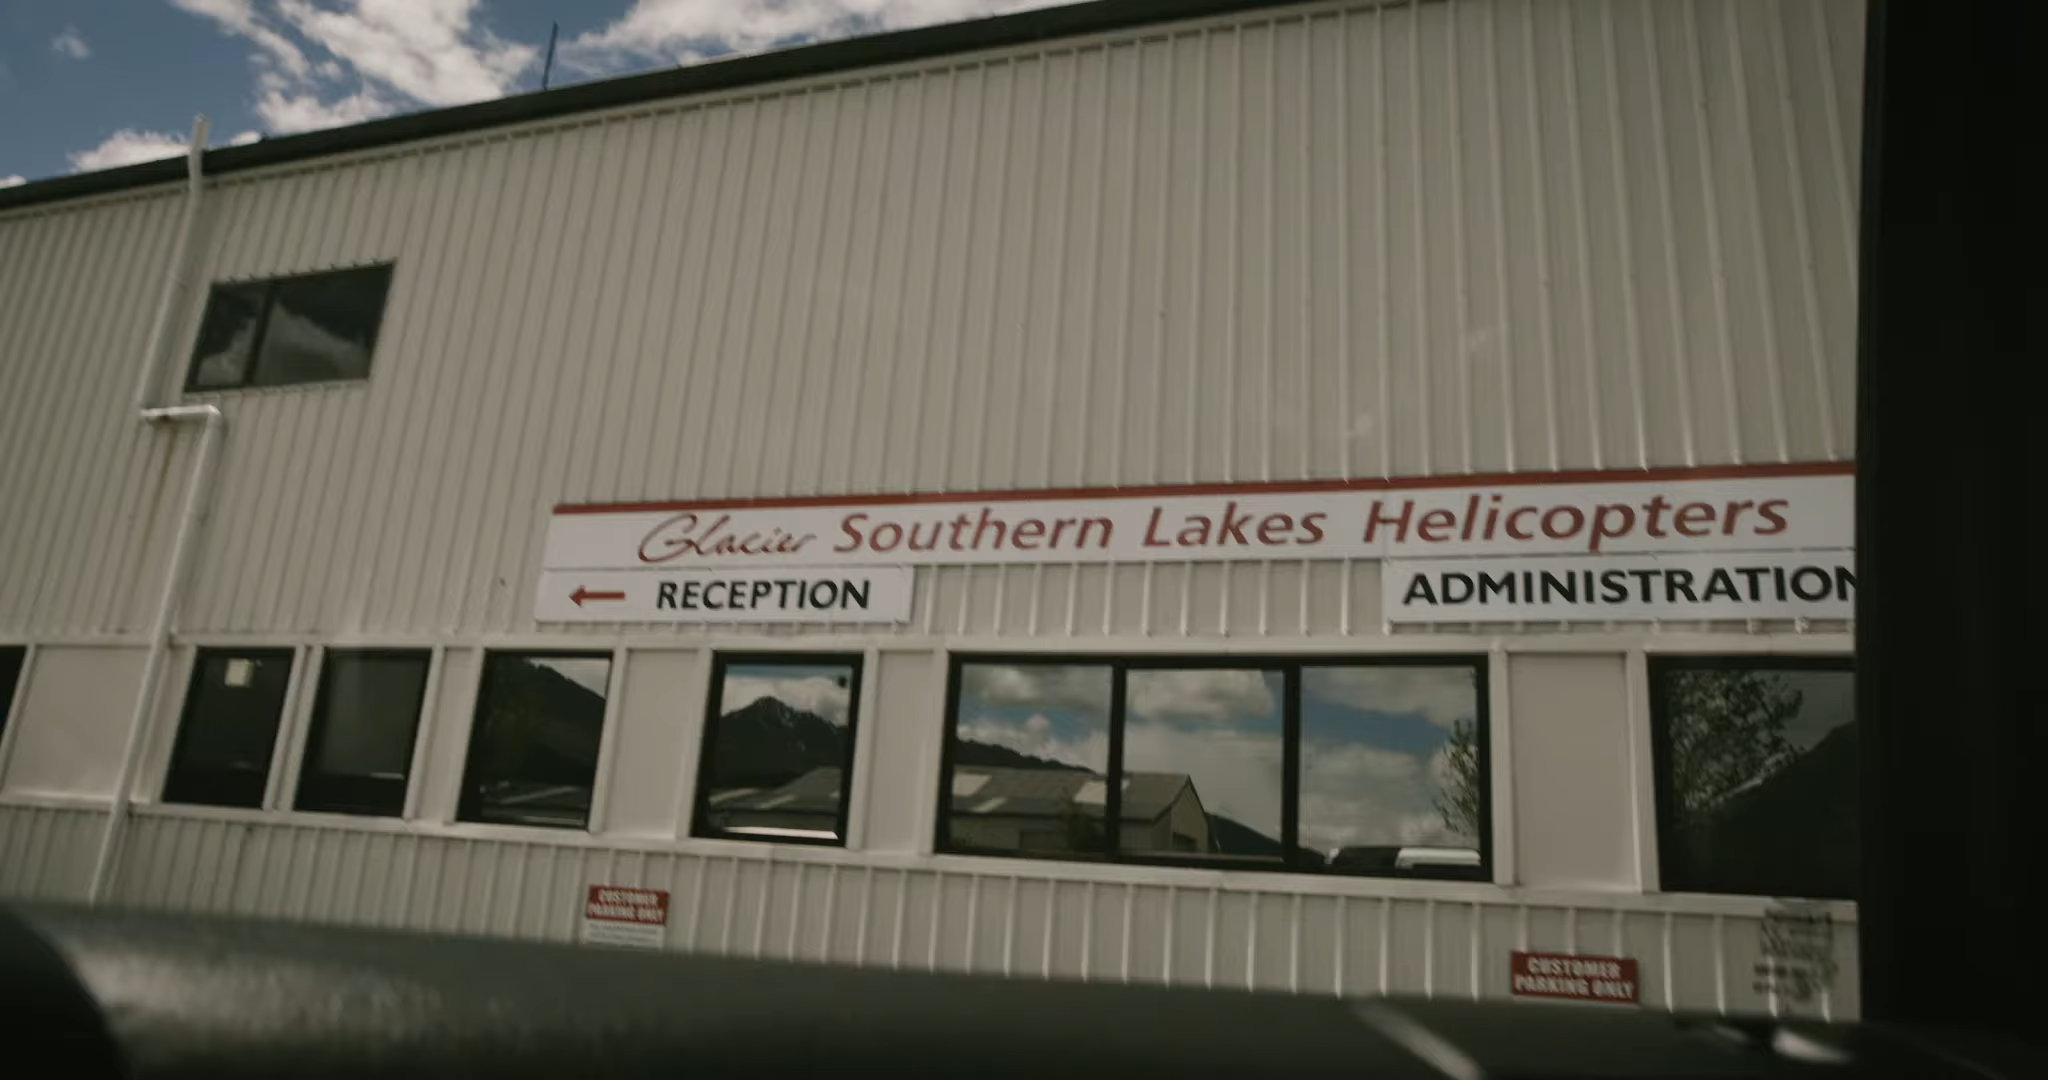 Glacier Southern Lakes Helicopters
← RECEPTION
ADMINISTRATION
CUSTOMER
PARKING ONLY
CUSTOMER
PARKING ONLY